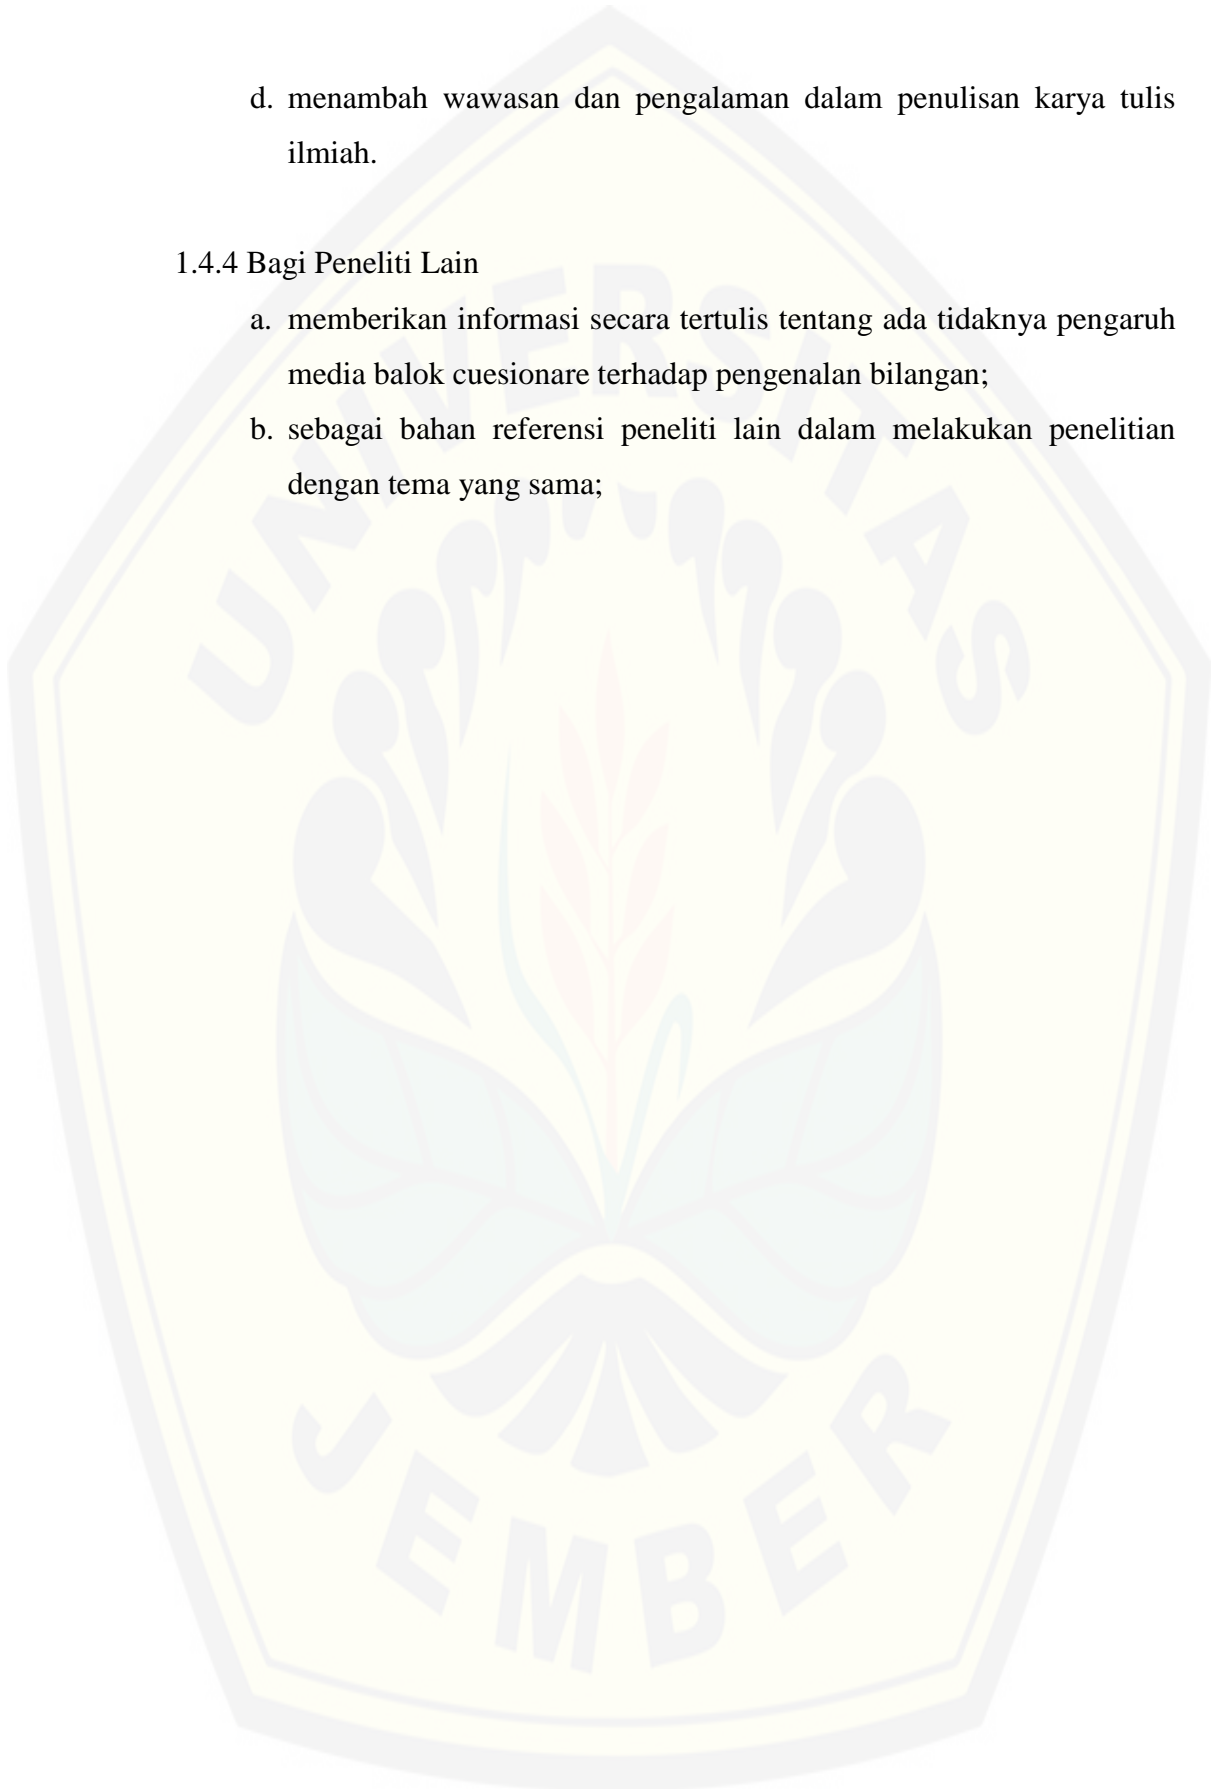 d. menambah wawasan dan pengalaman dalam penulisan karya tulis
ilmiah.
1.4.4 Bagi Peneliti Lain
a. memberikan informasi secara tertulis tentang ada tidaknya pengaruh
media balok cuesionare terhadap pengenalan bilangan;
b. sebagai bahan referensi peneliti lain dalam melakukan penelitian
dengan tema yang sama;
UNIVERSITAS
JEMBER